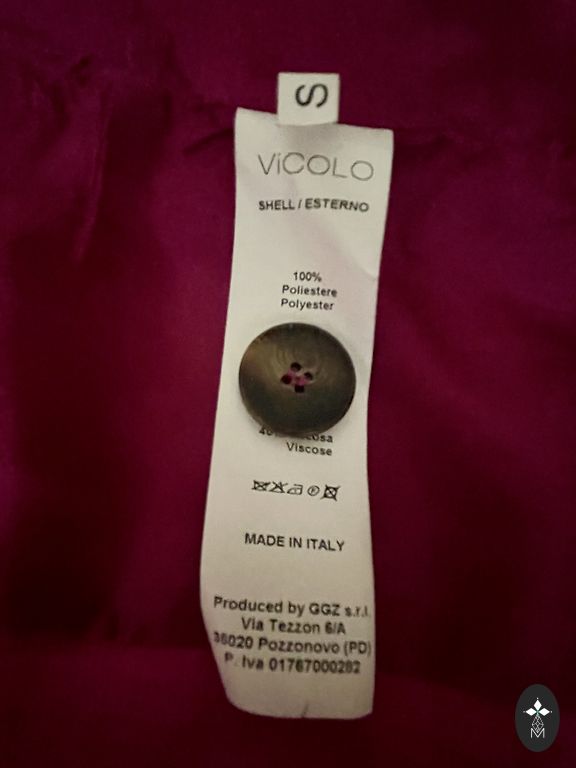 S
ViCOLO
SHELL / ESTERNO
100%
Poliestere
Polyester
Viscose
MADE IN ITALY
Produced by GGZ s.r.l.
Via Tezzon 6/A
35020 Pozzonovo (PD)
P. Iva 01767000282
M